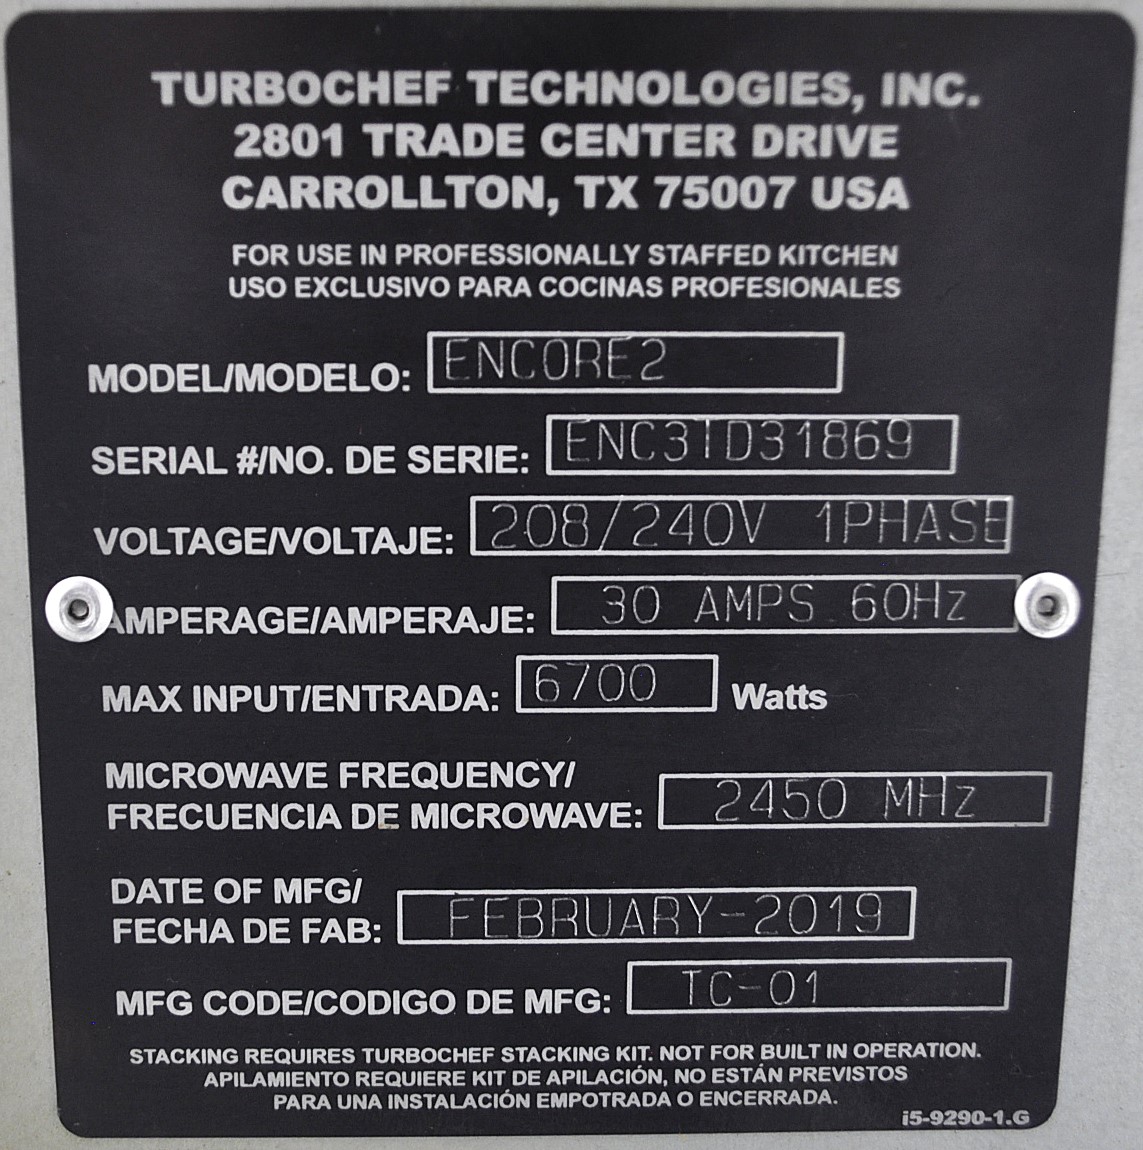 TURBOCHEF TECHNOLOGIES, INC.
2801 TRADE CENTER DRIVE
CARROLLTON, TX 75007 USA
FOR USE IN PROFESSIONALLY STAFFED KITCHEN
USO EXCLUSIVO PARA COCINAS PROFESIONALES
MODEL/MODELO: ENCORE2
SERIAL #/NO. DE SERIE: ENC3TD31869
VOLTAGE/VOLTAJE: 208/240V 1PHASE
AMPERAGE/AMPERAJE: 30 AMPS 60Hz
MAX INPUT/ENTRADA: 6700 Watts
MICROWAVE FREQUENCY/
FRECUENCIA DE MICROWAVE: 2450 MHz
DATE OF MFG/
FECHA DE FAB: FEBRUARY-2019
MFG CODE/CODIGO DE MFG: TC-01
STACKING REQUIRES TURBOCHEF STACKING KIT. NOT FOR BUILT IN OPERATION.
APILAMIENTO REQUIERE KIT DE APILACIÓN, NO ESTÁN PREVISTOS
PARA UNA INSTALACIÓN EMPOTRADA O ENCERRADA.
i5-9290-1.G